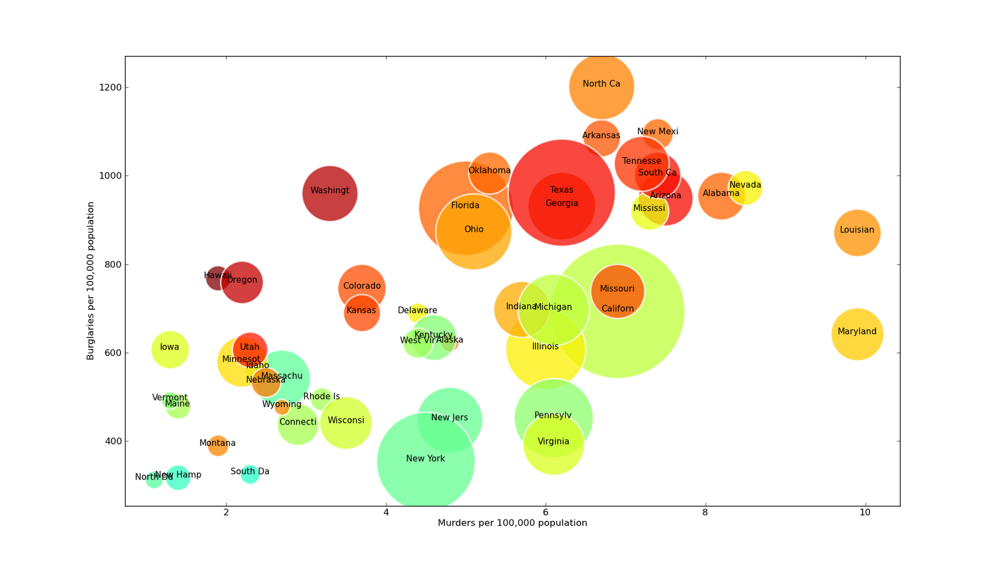 1200
1000
800
600
400
Burglaries per 100,000 population
North Ca
Arkansas
New Mexi
Tennesse
South Ca
Oklahoma
Washingt
Texas
Georgia
Florida
Ohio
Arizona
Mississi
Alabama
Nevada
Louisian
Hawaii
Oregon
Colorado
Kansas
Delaware
Kentucky
West Vir
Alaska
Indiana
Michigan
Missouri
Californ
Illinois
Maryland
Iowa
Utah
Minnesot
Idaho
Nebraska
Massachu
Vermont
Maine
Wyoming
Rhode Is
Connecti
Wisconsi
New Jers
New York
Pennsylv
Virginia
Montana
North Da
New Hamp
South Da
2
4
6
8
10
Murders per 100,000 population